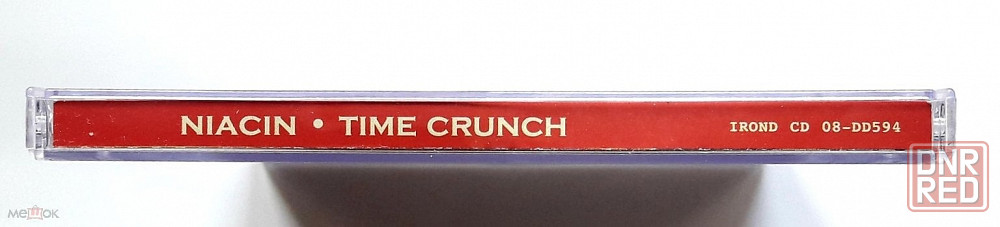 NIACIN • TIME CRUNCH
IROND CD 08-DD594
DNR
RED
мешок